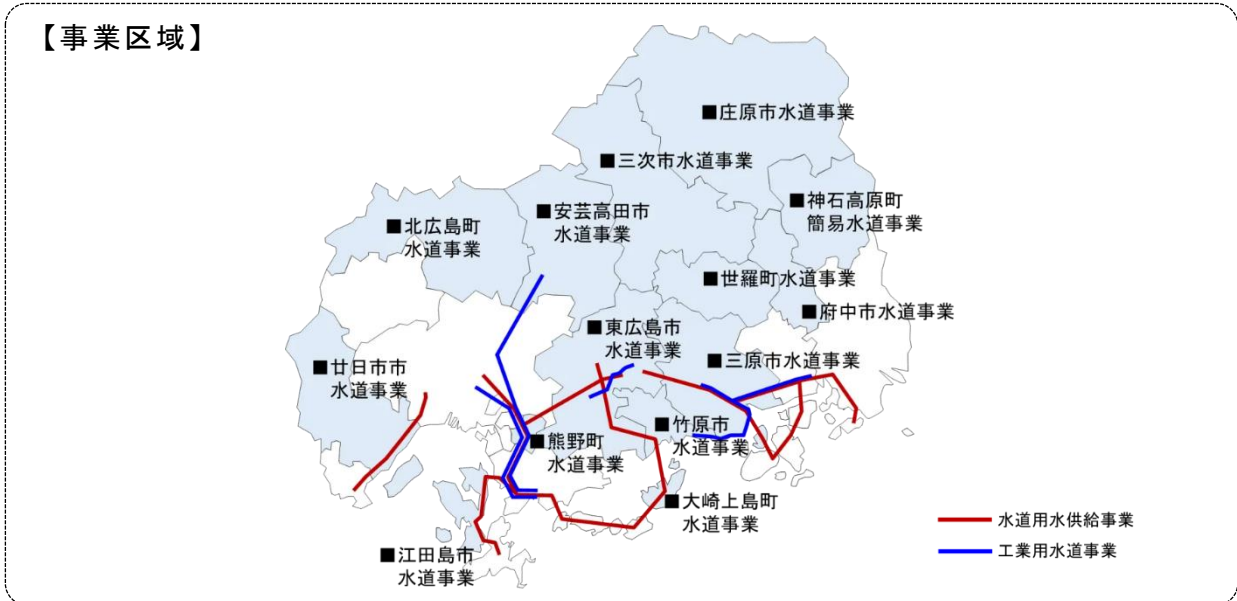 【事業区域】
■庄原市水道事業
■三次市水道事業
■神石高原町
簡易水道事業
■安芸高田市
水道事業
■北広島町
水道事業
■世羅町水道事業
■府中市水道事業
■東広島市
水道事業
■三原市水道事業
■廿日市市
水道事業
■竹原市
水道事業
■熊野町
水道事業
■大崎上島町
水道事業
■江田島市
水道事業
水道用水供給事業
工業用水道事業